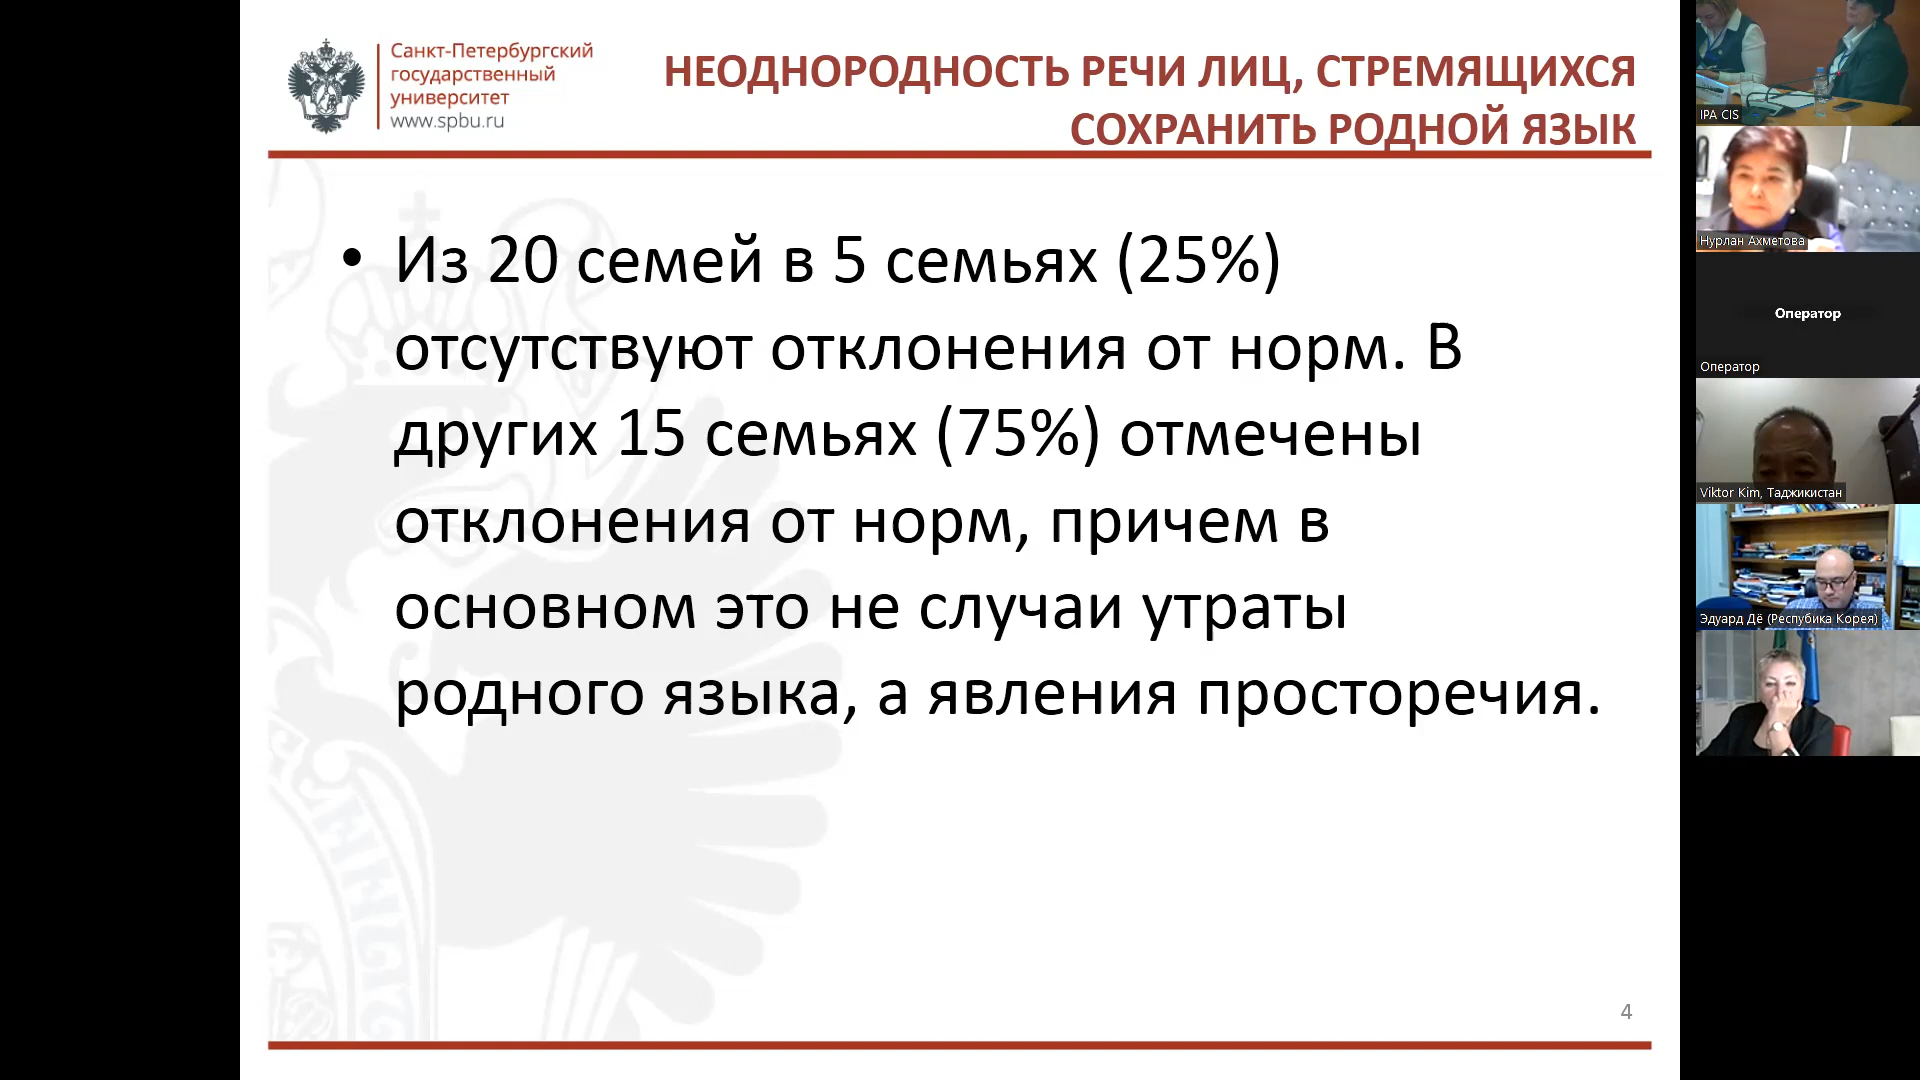 Санкт-Петербургский
государственный
университет
www.spbu.ru
НЕОДНОРОДНОСТЬ РЕЧИ ЛИЦ, СТРЕМЯЩИХСЯ
СОХРАНИТЬ РОДНОЙ ЯЗЫК
• Из 20 семей в 5 семьях (25%)
отсутствуют отклонения от норм. В
других 15 семьях (75%) отмечены
отклонения от норм, причем в
основном это не случаи утраты
родного языка, а явления просторечия.
4
IPA CIS
Нурлан Ахметова
Оператор
Оператор
Viktor Kim, Таджикистан
Эдуард Дё (Респубика Корея)